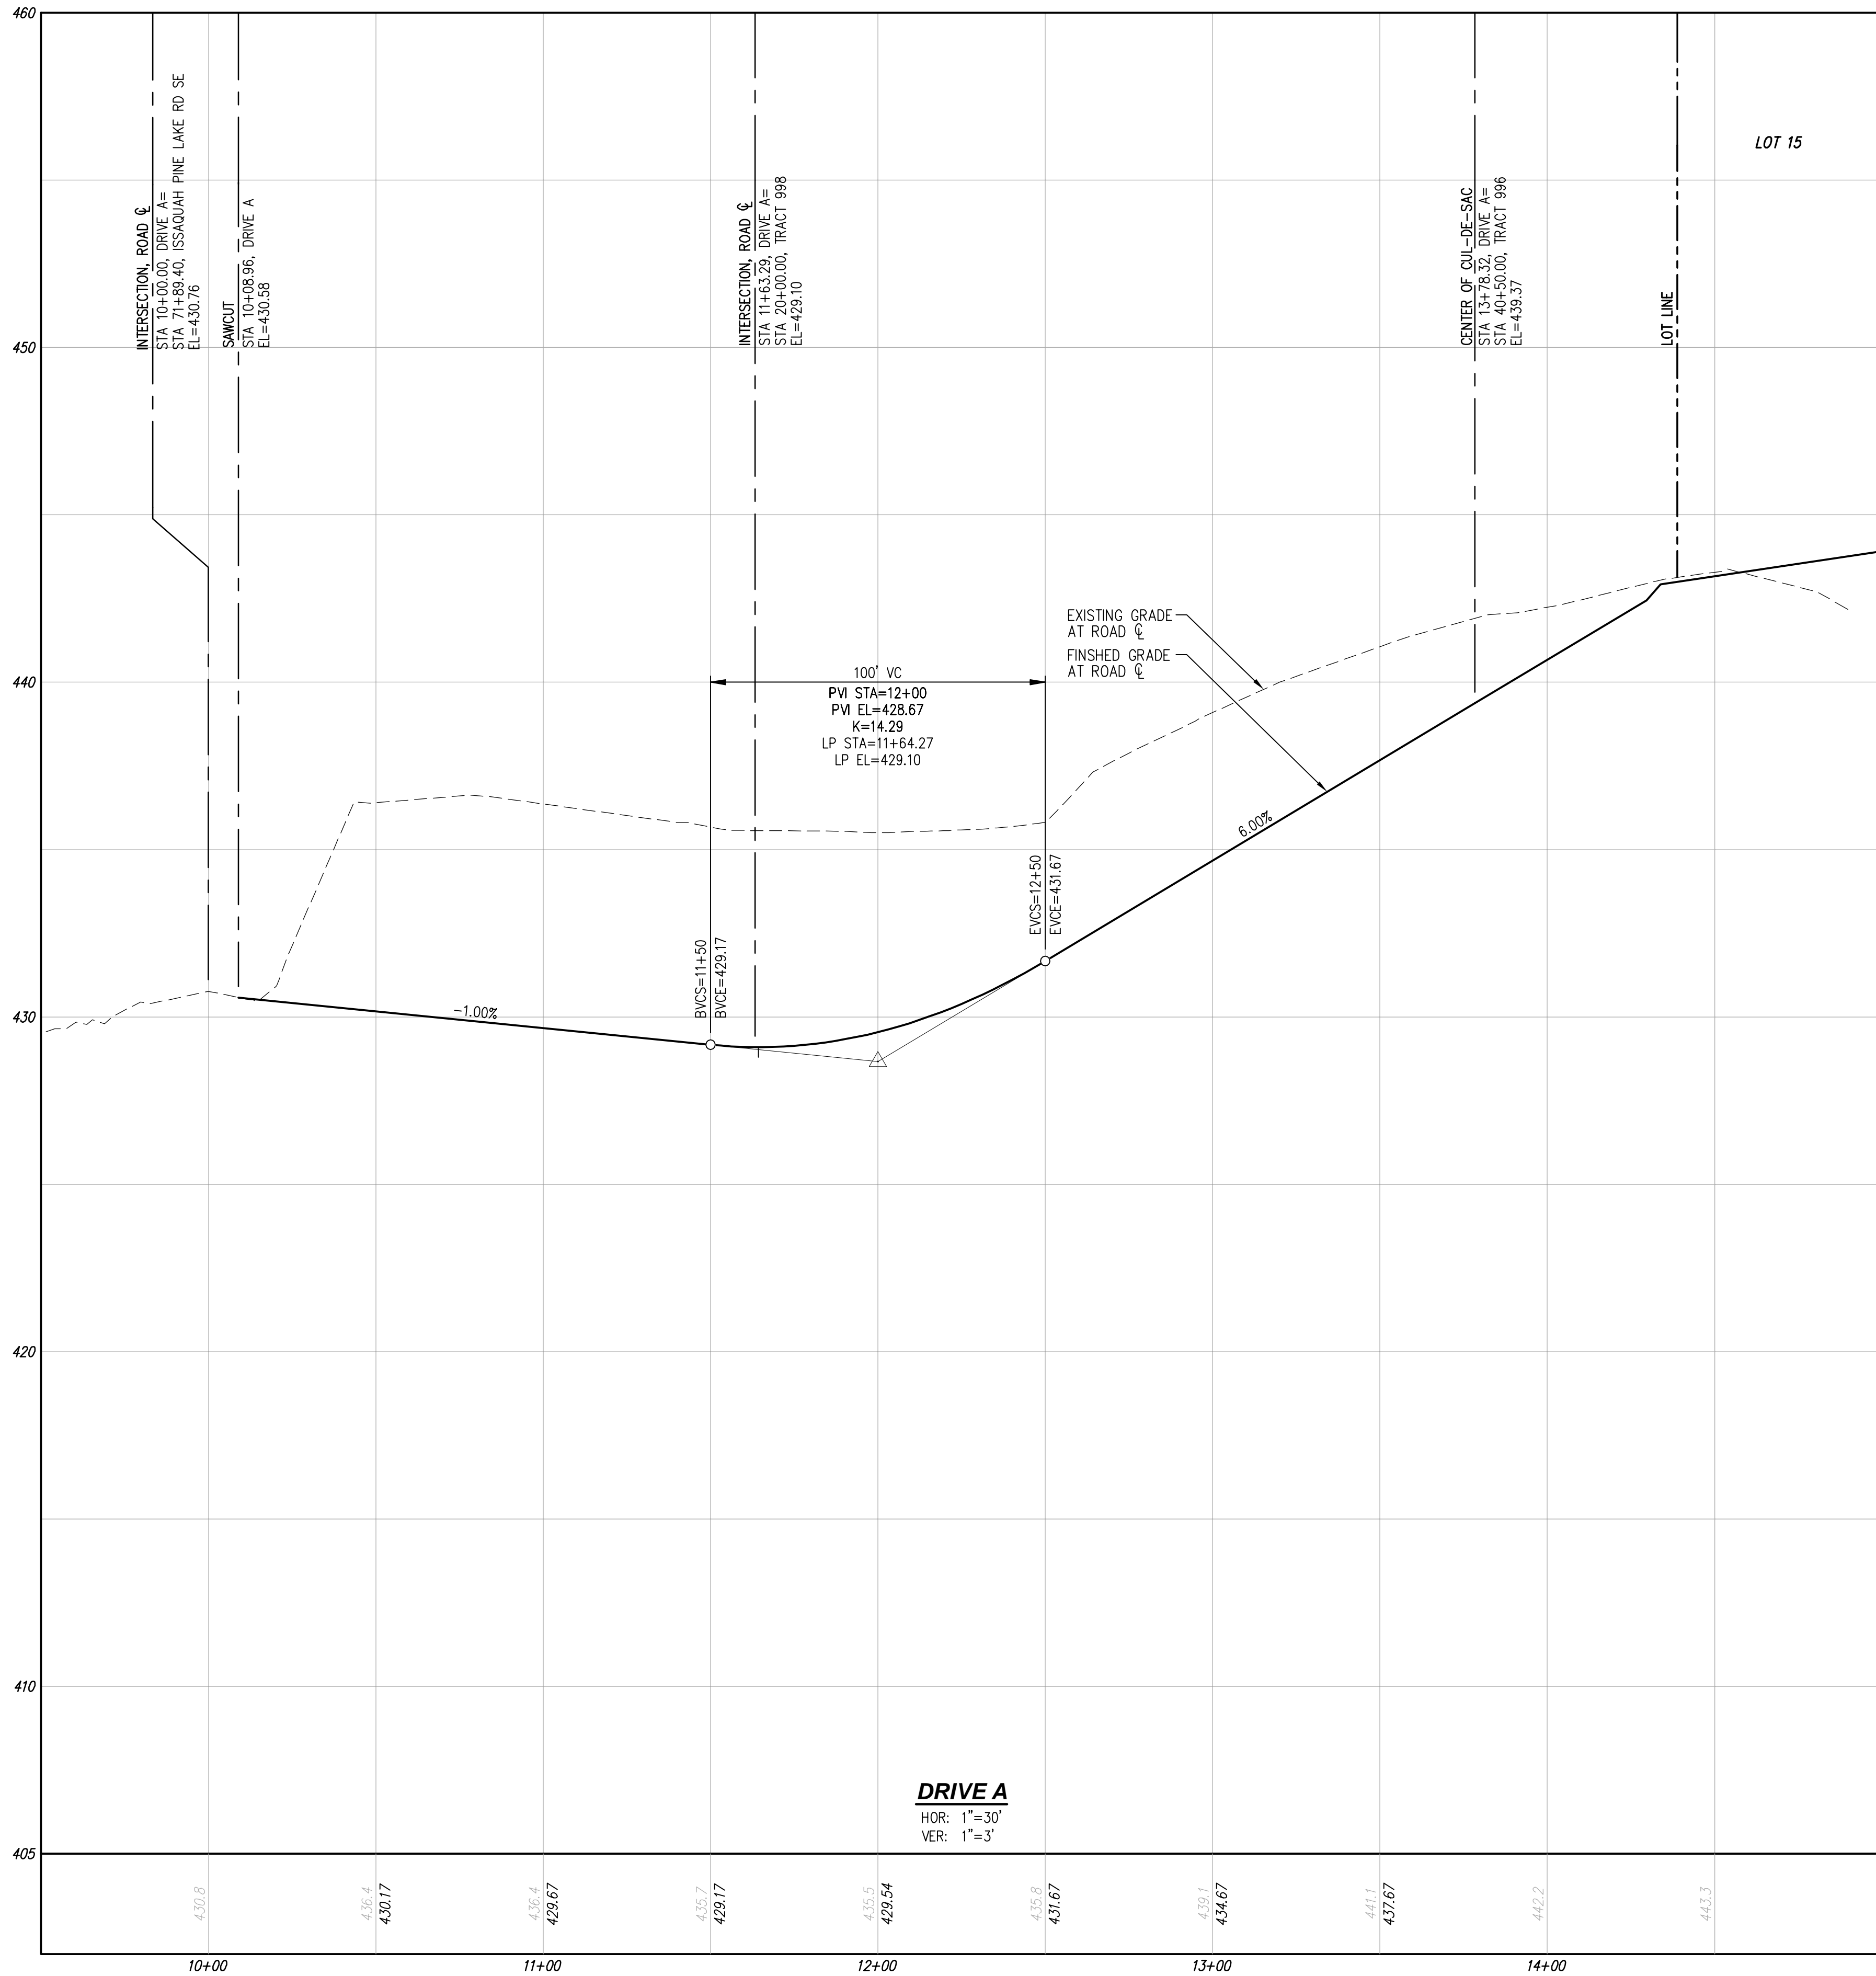 460
450
440
430
420
410
405
INTERSECTION, ROAD ℄
STA 10+00.00, DRIVE A=
STA 71+89.40, ISSAQUAH PINE LAKE RD SE
EL=430.76
SAWCUT
STA 10+08.96, DRIVE A
EL=430.58
INTERSECTION, ROAD ℄
STA 11+63.29, DRIVE A=
STA 20+00.00, TRACT 998
EL=429.10
CENTER OF CUL-DE-SAC
STA 13+78.32, DRIVE A=
STA 40+50.00, TRACT 996
EL=439.37
LOT LINE
LOT 15
EXISTING GRADE
AT ROAD ℄
FINSHED GRADE
AT ROAD ℄
100' VC
PVI STA=12+00
PVI EL=428.67
K=14.29
LP STA=11+64.27
LP EL=429.10
BVCS=11+50
BVCE=429.17
EVCS=12+50
EVCE=431.67
-1.00%
6.00%
DRIVE A
HOR: 1"=30'
VER: 1"=3'
430.8
436.4
430.17
436.4
429.67
435.7
429.17
435.5
429.54
435.8
431.67
439.1
434.67
441.1
437.67
442.2
443.3
10+00
11+00
12+00
13+00
14+00